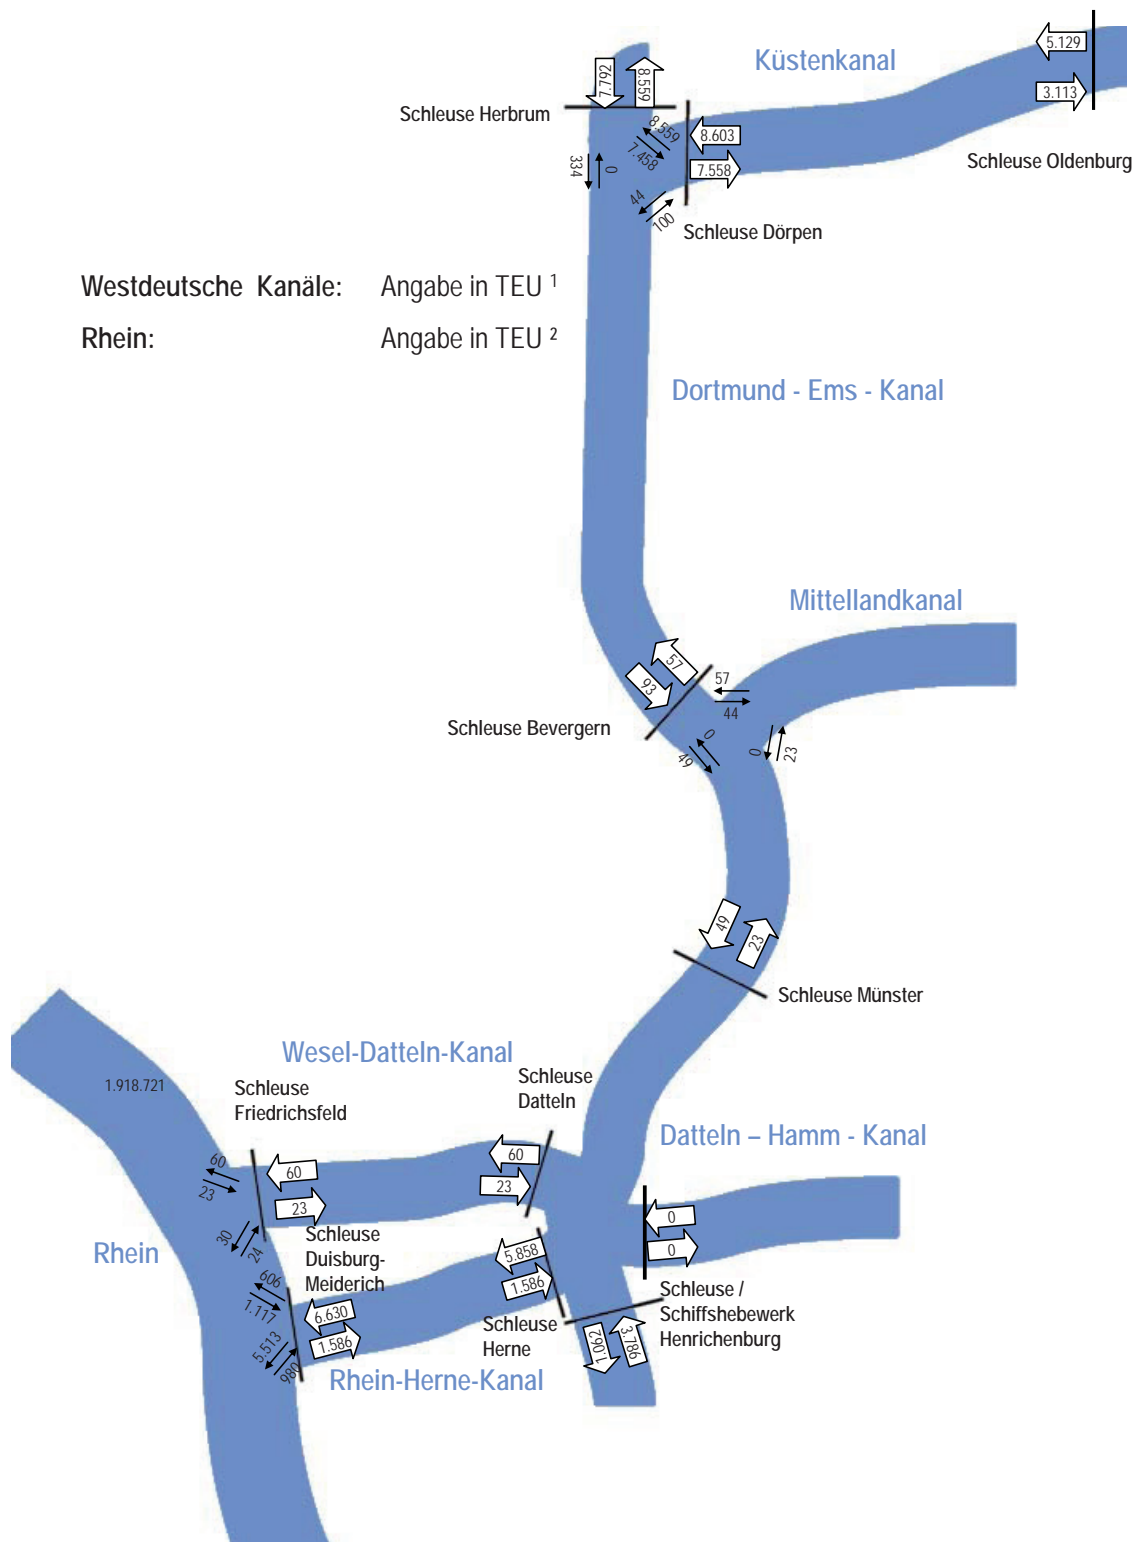 Küstenkanal
5.129
3.113
7.792
8.559
Schleuse Herbrum
8.559
7.458
8.603
7.558
Schleuse Oldenburg
334
0
44
100
Schleuse Dörpen
Westdeutsche Kanäle: Angabe in TEU ¹
Rhein: Angabe in TEU ²
Dortmund - Ems - Kanal
Mittellandkanal
57
93
57
44
Schleuse Bevergern
0
49
0
23
49
23
Schleuse Münster
Wesel-Datteln-Kanal
1.918.721
Schleuse
Friedrichsfeld
Schleuse
Datteln
Datteln – Hamm - Kanal
60
23
60
23
60
23
0
0
30
24
Rhein
Schleuse
Duisburg-
Meiderich
5.858
1.586
606
1.117
6.630
1.586
5.513
980
Schleuse
Herne
Schleuse /
Schiffshebewerk
Henrichenburg
1.062
3.786
Rhein-Herne-Kanal